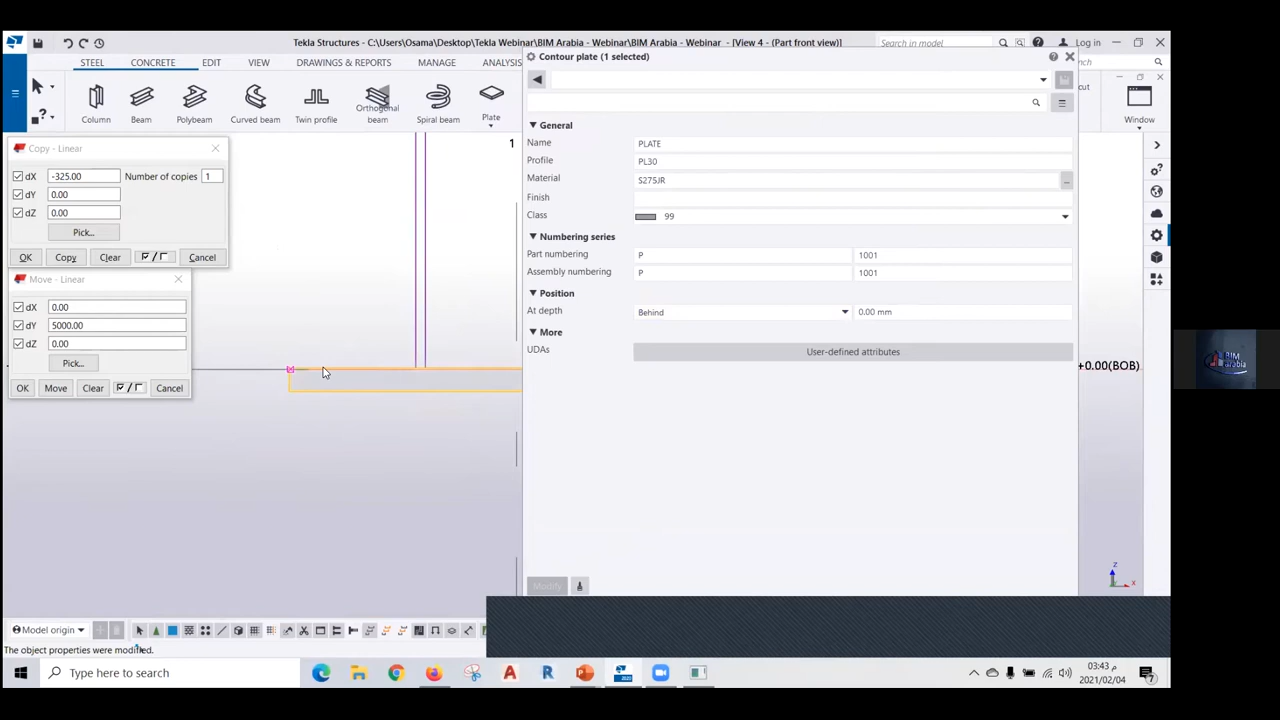 Tekla Structures - C:\Users\Osama\Desktop\Tekla Webinar\BIM Arabia - Webinar\BIM Arabia - Webinar - [View 4 - (Part front view)]
Search in model
Log in
STEEL CONCRETE EDIT VIEW DRAWINGS & REPORTS MANAGE ANALYSIS
Contour plate (1 selected)
Column
Beam
Polybeam
Curved beam
Twin profile
Orthogonal
beam
Spiral beam
Plate
Window
Copy - Linear
dX -325.00 Number of copies 1
dY 0.00
dZ 0.00
Pick...
OK Copy Clear Cancel
Move - Linear
dX 0.00
dY 5000.00
dZ 0.00
Pick...
OK Move Clear Cancel
1
General
Name PLATE
Profile PL30
Material S275JR ...
Finish
Class 99
Numbering series
Part numbering P 1001
Assembly numbering P 1001
Position
At depth Behind 0.00 mm
More
UDAs User-defined attributes
+0.00(BOB)
BIM
arabia
Modify
z
x
Model origin
The object properties were modified.
Type here to search
03:43 م
2021/02/04
7